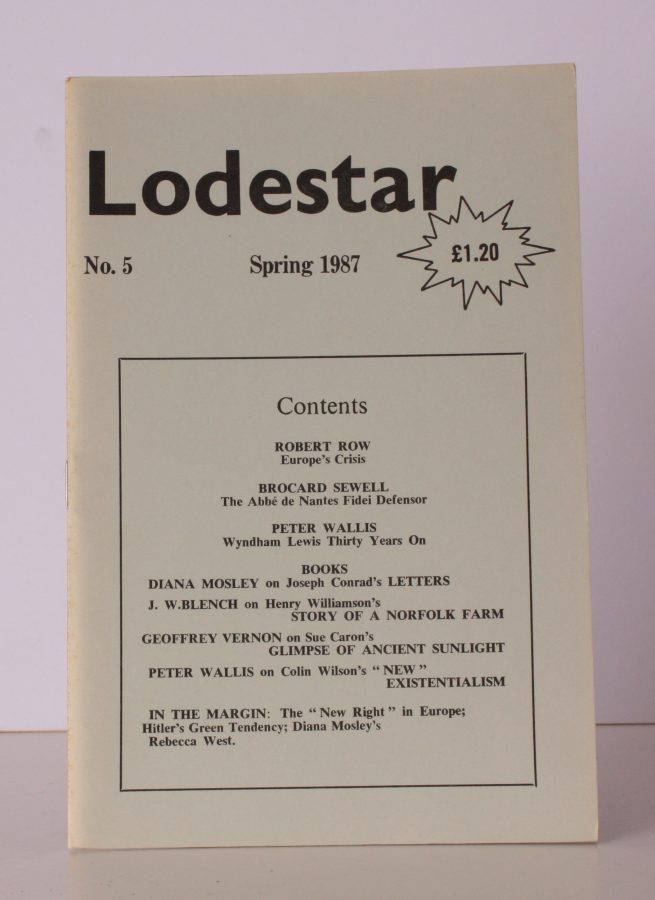 Lodestar
No. 5 Spring 1987 £1.20
Contents
ROBERT ROW
Europe's Crisis
BROCARD SEWELL
The Abbé de Nantes Fidei Defensor
PETER WALLIS
Wyndham Lewis Thirty Years On
BOOKS
DIANA MOSLEY on Joseph Conrad's LETTERS
J. W.BLENCH on Henry Williamson's
STORY OF A NORFOLK FARM
GEOFFREY VERNON on Sue Caron's
GLIMPSE OF ANCIENT SUNLIGHT
PETER WALLIS on Colin Wilson's "NEW"
EXISTENTIALISM
IN THE MARGIN: The "New Right" in Europe;
Hitler's Green Tendency; Diana Mosley's
Rebecca West.